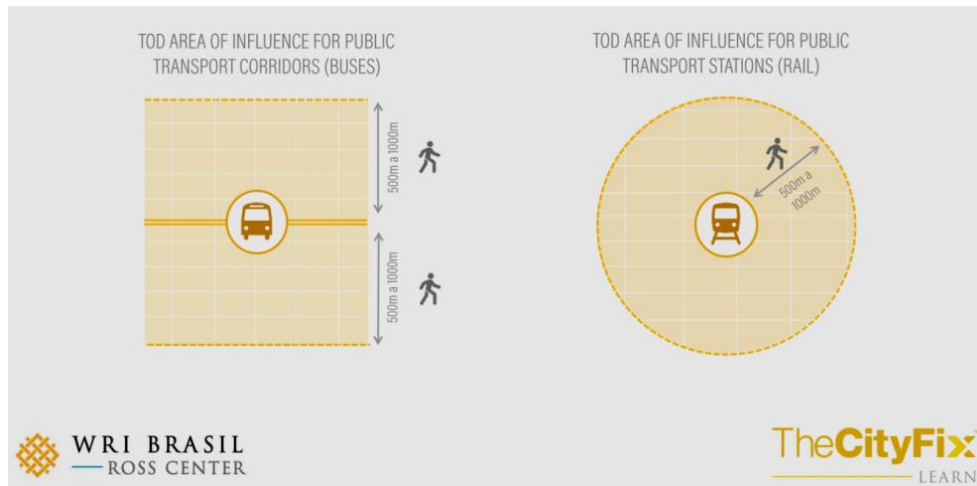 TOD AREA OF INFLUENCE FOR PUBLIC
TRANSPORT CORRIDORS (BUSES)
500m a 1000m
500m a 1000m
TOD AREA OF INFLUENCE FOR PUBLIC
TRANSPORT STATIONS (RAIL)
500m a
1000m
WRI BRASIL
ROSS CENTER
TheCityFix
LEARN